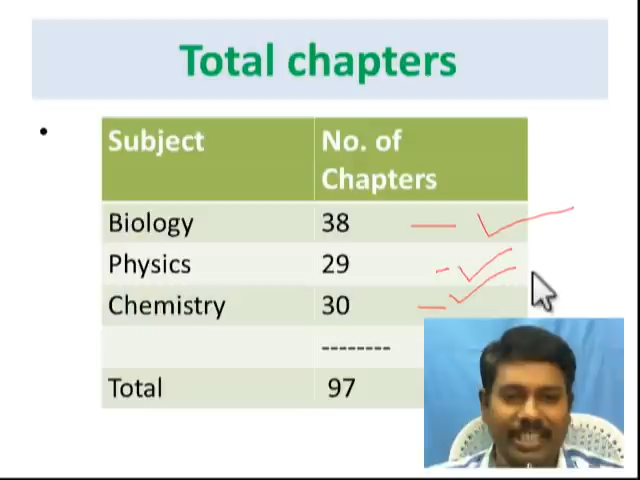 Total chapters
Subject No. of Chapters
Biology 38
Physics 29
Chemistry 30
--------
Total 97